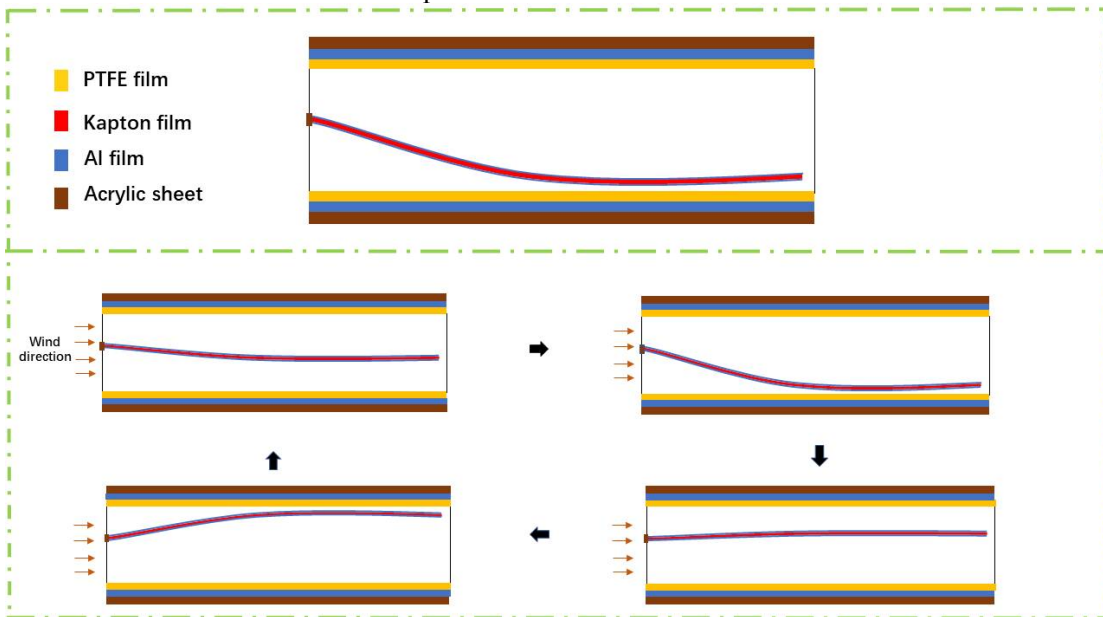 PTFE film
Kapton film
Al film
Acrylic sheet
Wind
direction